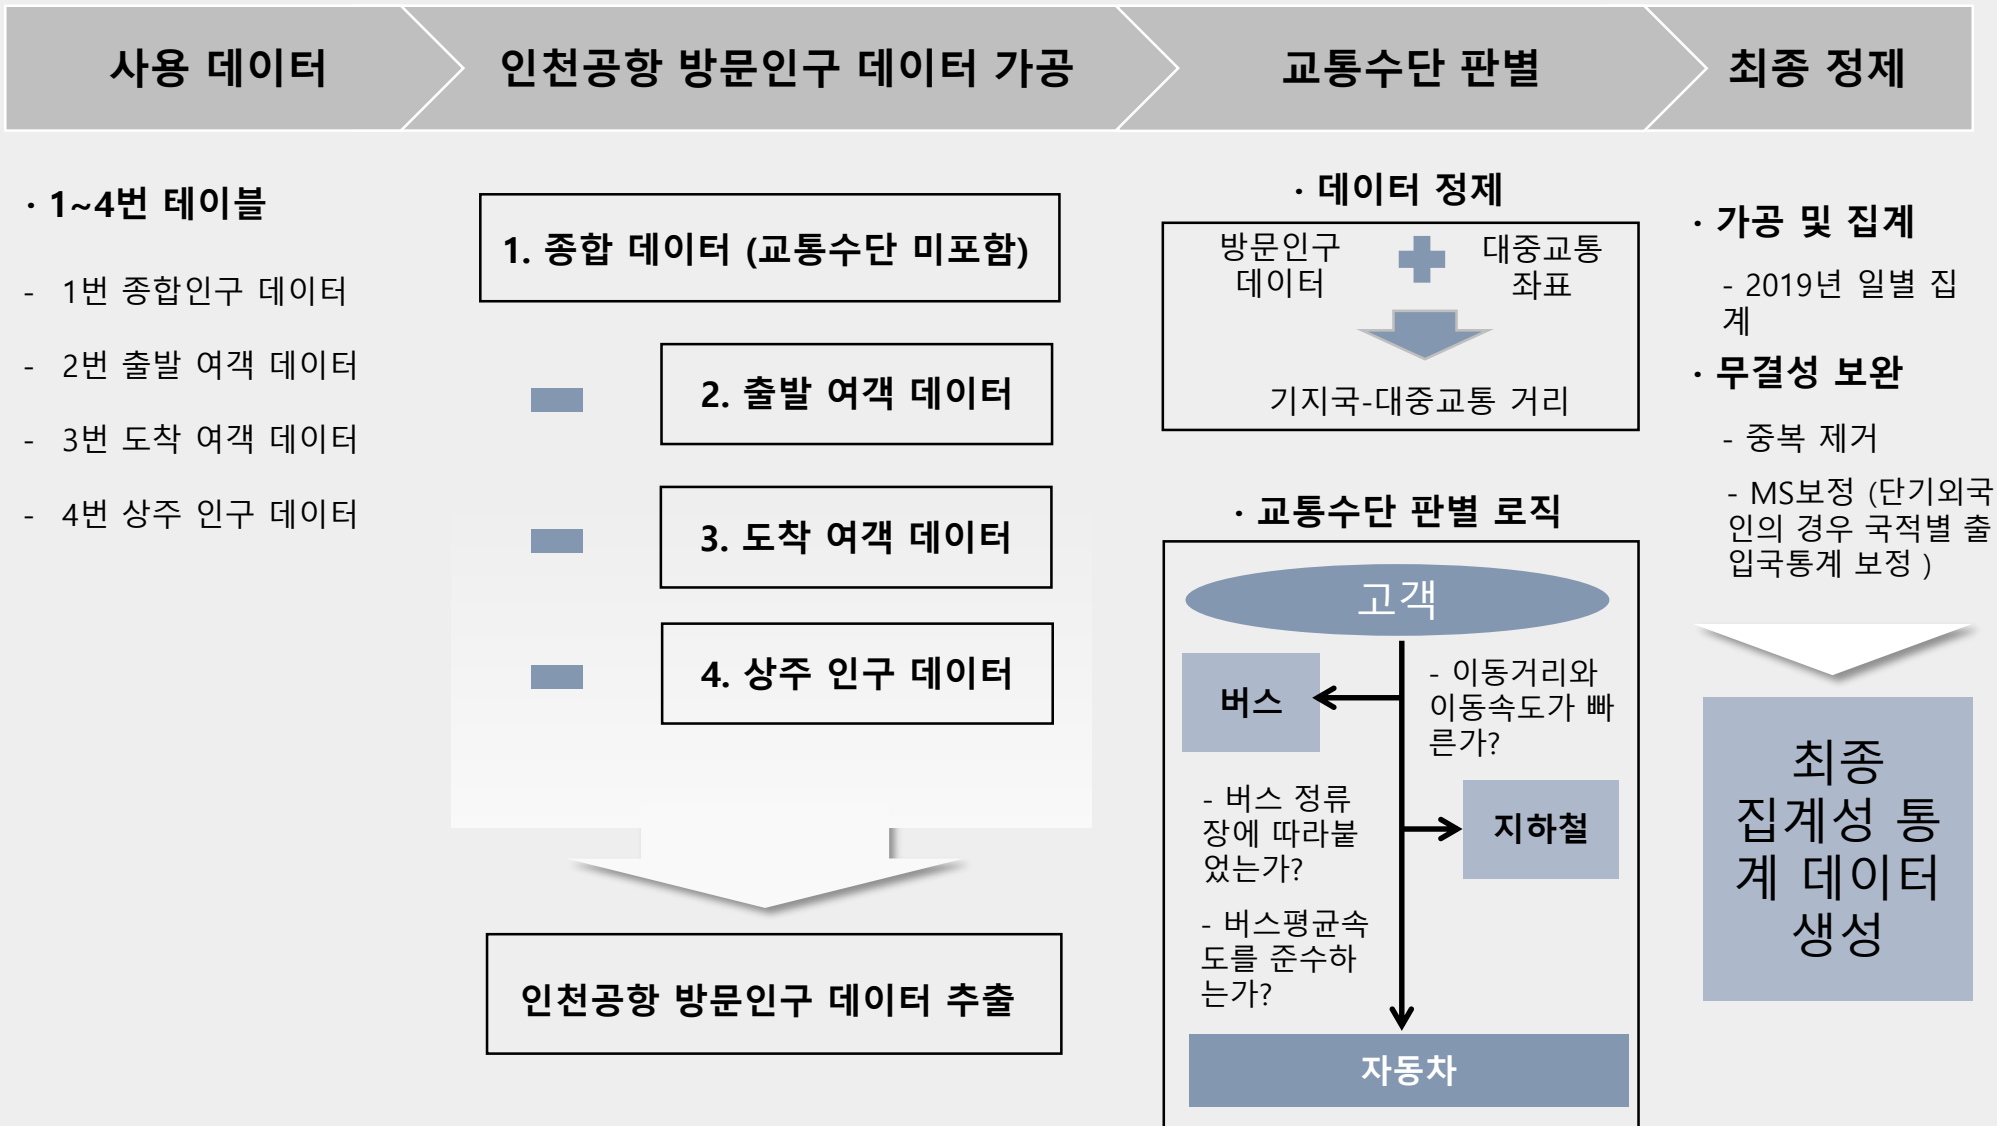 사용 데이터
인천공항 방문인구 데이터 가공
교통수단 판별
최종 정제
· 1~4번 테이블
- 1번 종합인구 데이터
- 2번 출발 여객 데이터
- 3번 도착 여객 데이터
- 4번 상주 인구 데이터
1. 종합 데이터 (교통수단 미포함)
2. 출발 여객 데이터
3. 도착 여객 데이터
4. 상주 인구 데이터
인천공항 방문인구 데이터 추출
· 데이터 정제
방문인구
데이터
대중교통
좌표
기지국-대중교통 거리
· 교통수단 판별 로직
고객
버스
- 이동거리와
이동속도가 빠
른가?
- 버스 정류
장에 따라붙
었는가?
지하철
- 버스평균속
도를 준수하
는가?
자동차
· 가공 및 집계
- 2019년 일별 집
계
· 무결성 보완
- 중복 제거
- MS보정 (단기외국
인의 경우 국적별 출
입국통계 보정 )
최종
집계성 통
계 데이터
생성